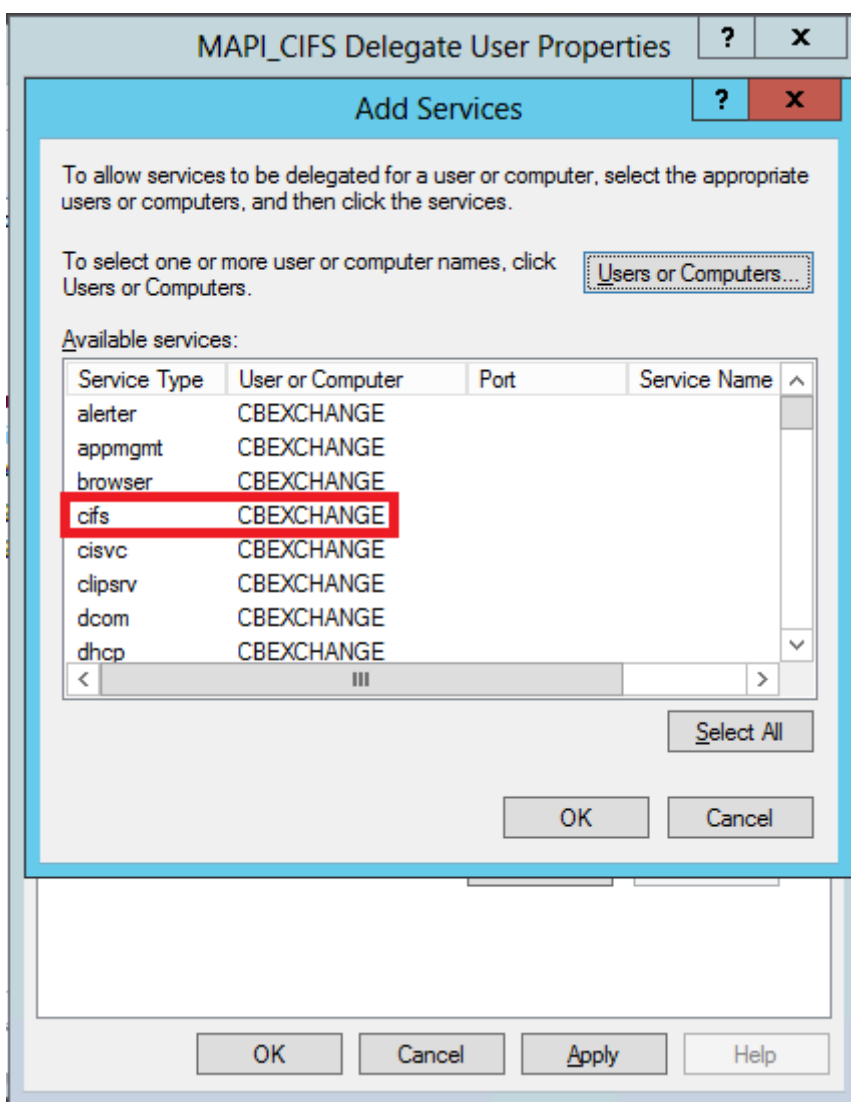 MAPI_CIFS Delegate User Properties ? x
Add Services ? x
To allow services to be delegated for a user or computer, select the appropriate
users or computers, and then click the services.
To select one or more user or computer names, click
Users or Computers.
Users or Computers...
Available services:
Service Type User or Computer Port Service Name
alerter CBEXCHANGE
appmgmt CBEXCHANGE
browser CBEXCHANGE
cifs CBEXCHANGE
cisvc CBEXCHANGE
clipsrv CBEXCHANGE
dcom CBEXCHANGE
dhcp CBEXCHANGE
Select All
OK Cancel
OK Cancel Apply Help